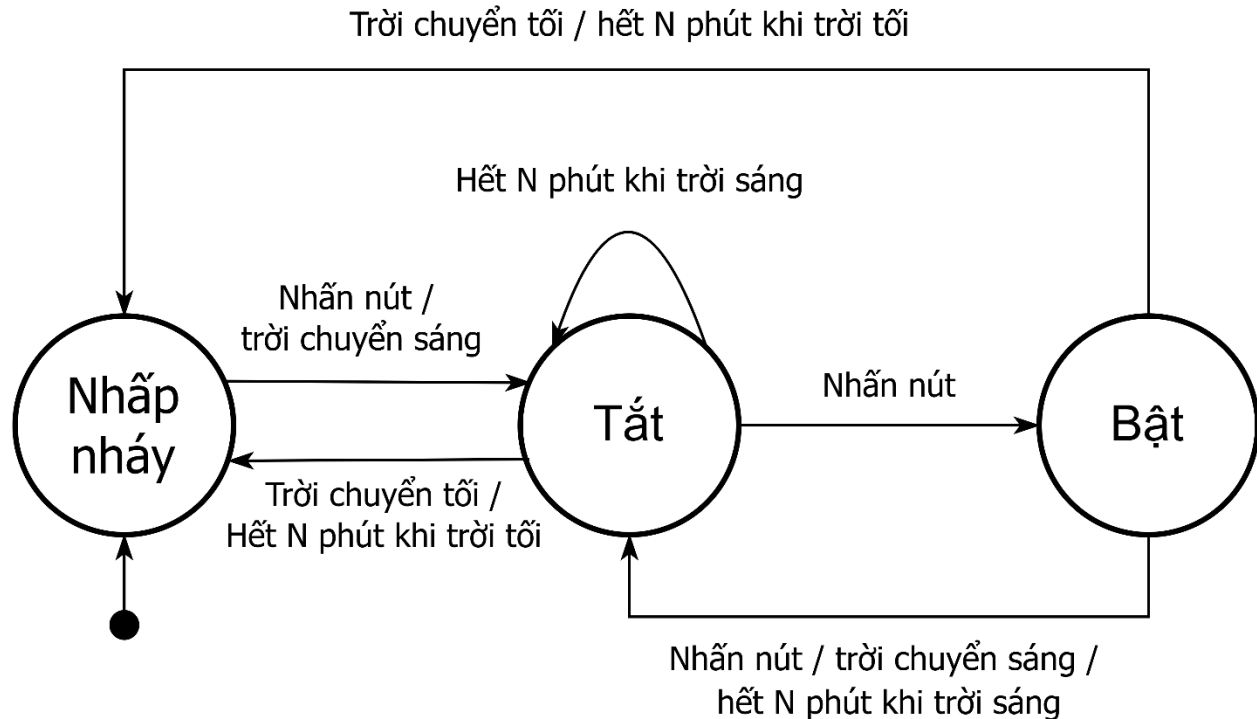 Trời chuyển tối / hết N phút khi trời tối
Hết N phút khi trời sáng
Nhấn nút /
trời chuyển sáng
Nhấp
nháy
Tắt
Nhấn nút
Bật
Trời chuyển tối /
Hết N phút khi trời tối
Nhấn nút / trời chuyển sáng /
hết N phút khi trời sáng